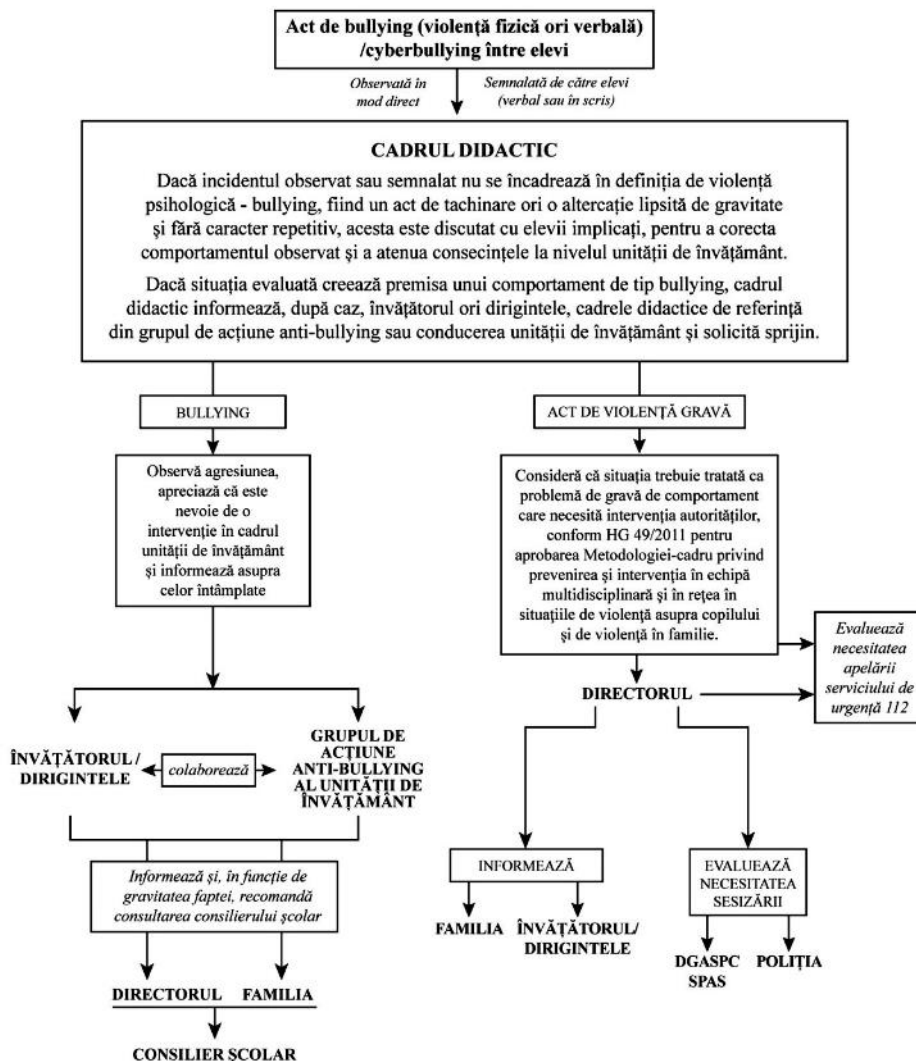 Act de bullying (violență fizică ori verbală)
/cyberbullying între elevi
Observată în
mod direct
Semnalată de către elevi
(verbal sau în scris)
CADRUL DIDACTIC
Dacă incidentul observat sau semnalat nu se încadrează în definiția de violență
psihologică - bullying, fiind un act de tachinare ori o altercație lipsită de gravitate
și fără caracter repetitiv, acesta este discutat cu elevii implicați, pentru a corecta
comportamentul observat și a atenua consecințele la nivelul unității de învățământ.
Dacă situația evaluată creează premisa unui comportament de tip bullying, cadrul
didactic informează, după caz, învățătorul ori dirigintele, cadrele didactice de referință
din grupul de acțiune anti-bullying sau conducerea unității de învățământ și solicită sprijin.
BULLYING
Observă agresiunea,
apreciază că este
nevoie de o
intervenție în cadrul
unității de învățământ
și informează asupra
celor întâmplate
ÎNVĂȚĂTORUL /
DIRIGINTELE
colaborează
GRUPUL DE
ACȚIUNE
ANTI-BULLYING
AL UNITĂȚII DE
ÎNVĂȚĂMÂNT
Informează și, în funcție de
gravitatea faptei, recomandă
consultarea consilierului școlar
DIRECTORUL
FAMILIA
CONSILIER ȘCOLAR
ACT DE VIOLENȚĂ GRAVĂ
Consideră că situația trebuie tratată ca
problemă de gravă de comportament
care necesită intervenția autorităților,
conform HG 49/2011 pentru
aprobarea Metodologiei-cadru privind
prevenirea și intervenția în echipă
multidisciplinară și în rețea în
situațiile de violență asupra copilului
și de violență în familie.
Evaluează
necesitatea
apelării
serviciului de
urgență 112
DIRECTORUL
INFORMEAZĂ
FAMILIA
ÎNVĂȚĂTORUL/
DIRIGINTELE
EVALUEAZĂ
NECESITATEA
SESIZĂRII
DGASPC
SPAS
POLIȚIA